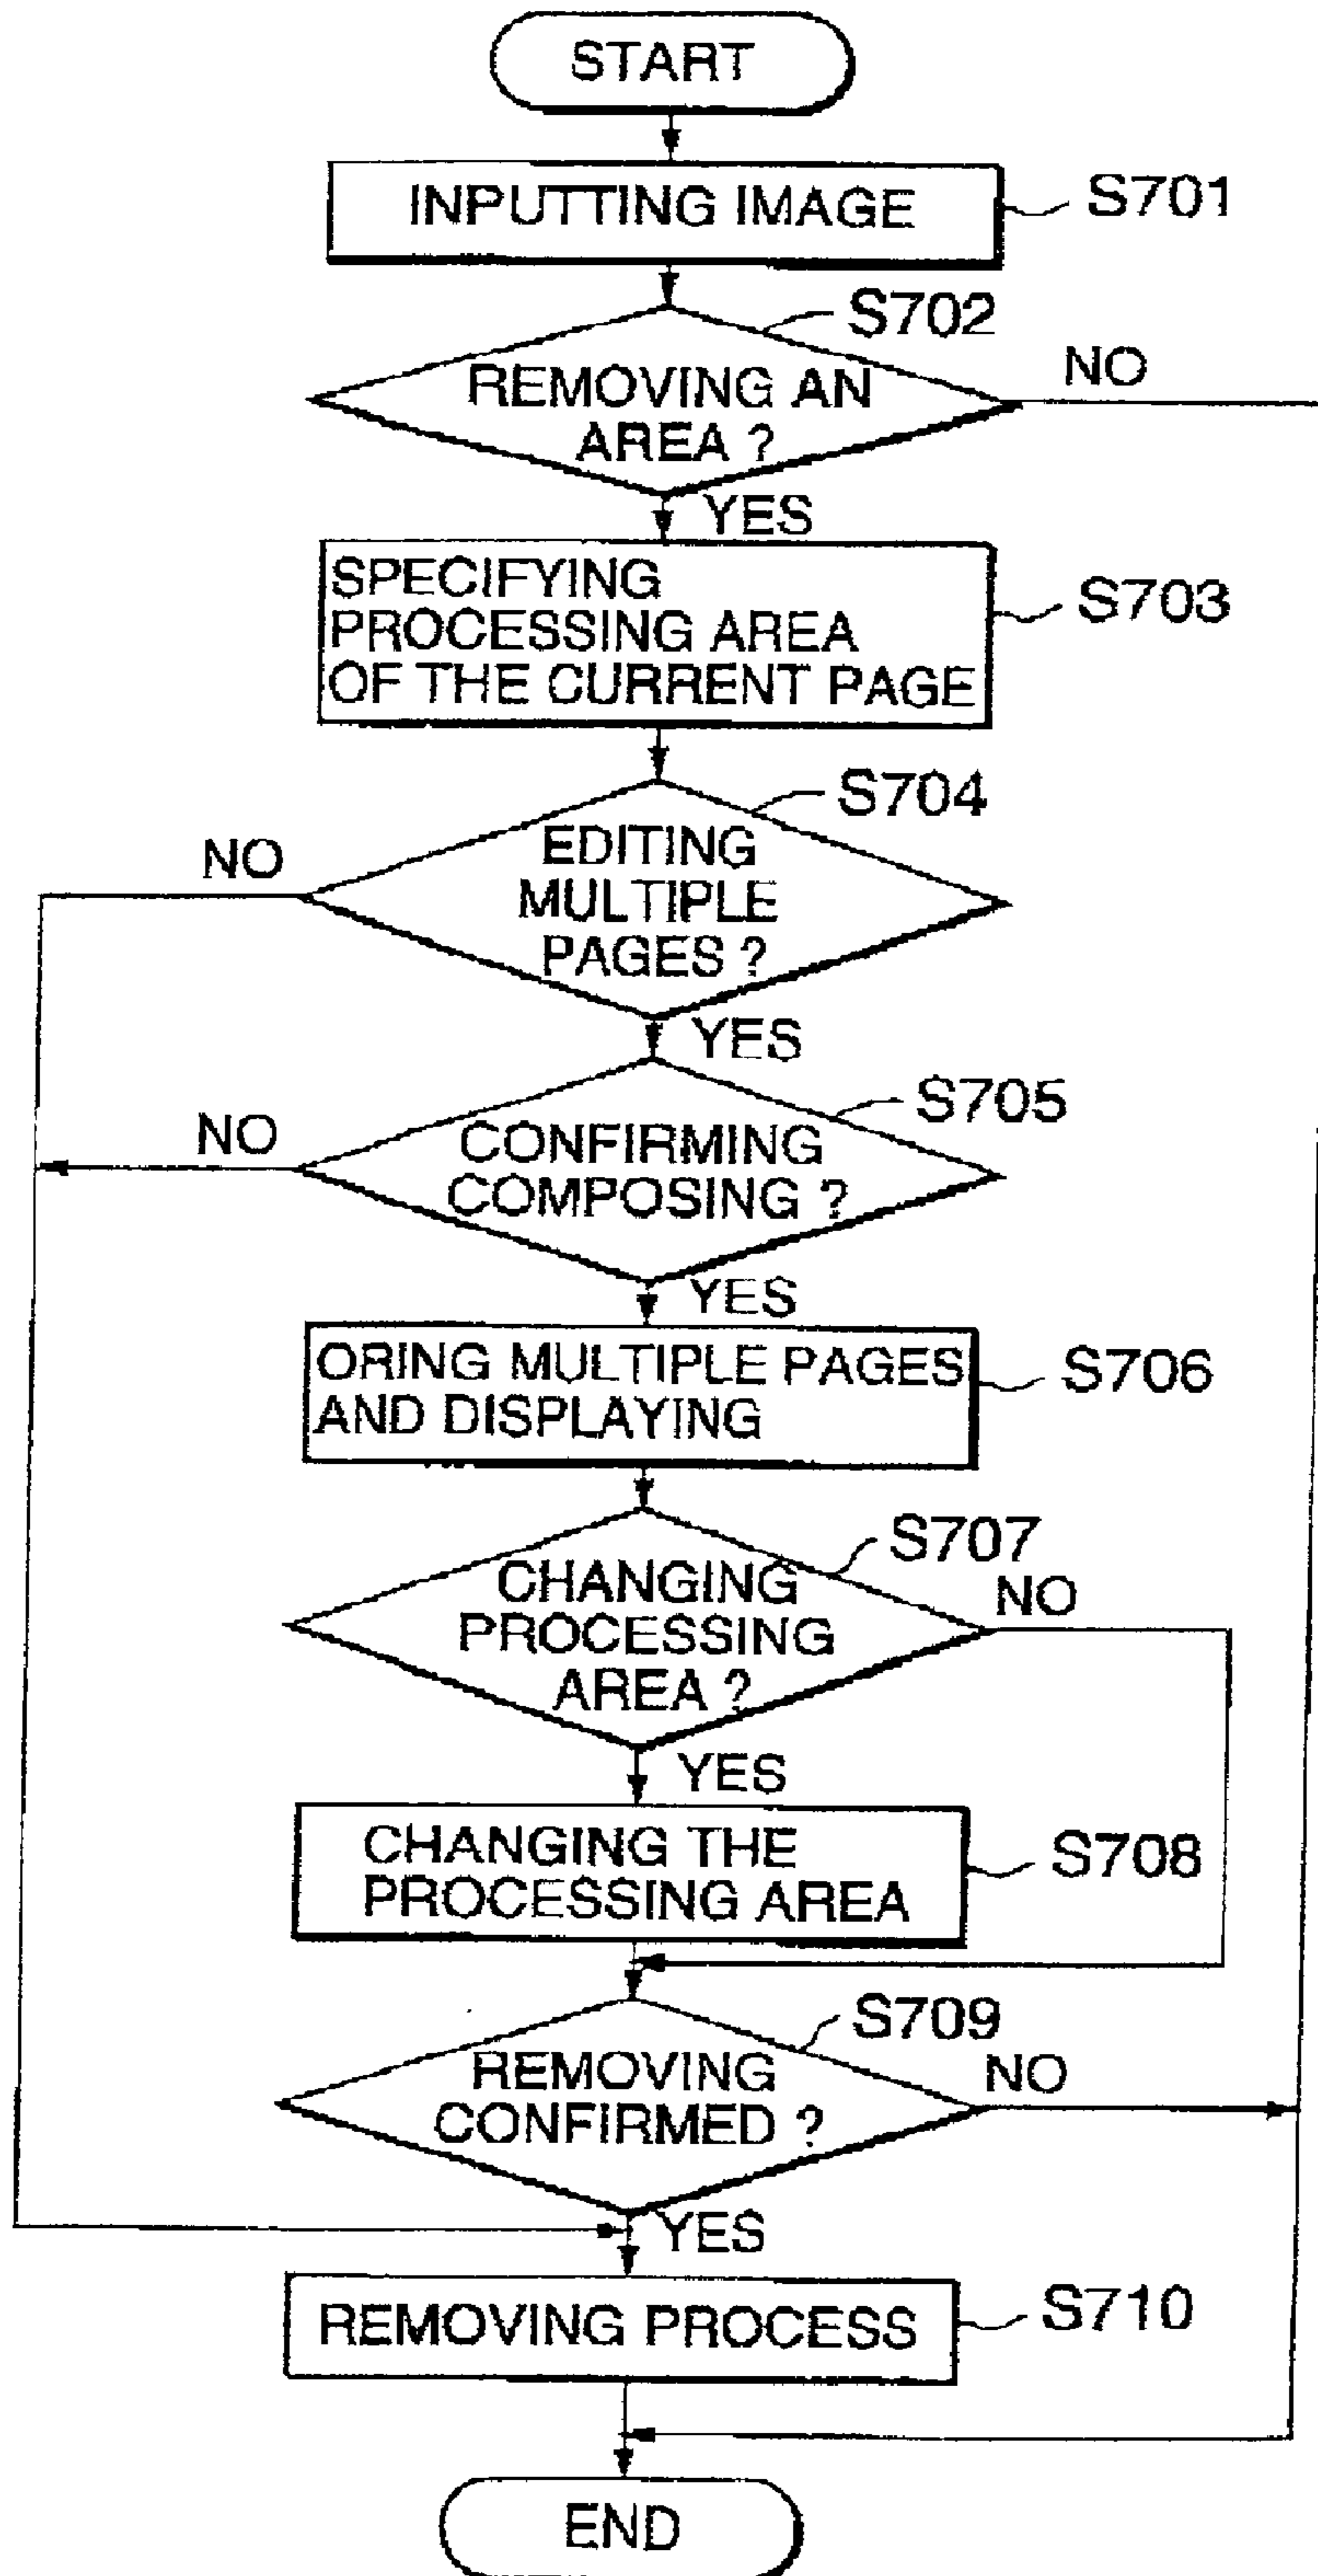 START
INPUTTING IMAGE
S701
S702
REMOVING AN
AREA ?
NO
YES
SPECIFYING
PROCESSING AREA
OF THE CURRENT PAGE
S703
S704
EDITING
MULTIPLE
PAGES ?
NO
YES
S705
CONFIRMING
COMPOSING ?
NO
YES
ORING MULTIPLE PAGES
AND DISPLAYING
S706
S707
CHANGING
PROCESSING
AREA ?
NO
YES
CHANGING THE
PROCESSING AREA
S708
S709
REMOVING
CONFIRMED ?
NO
YES
REMOVING PROCESS
S710
END